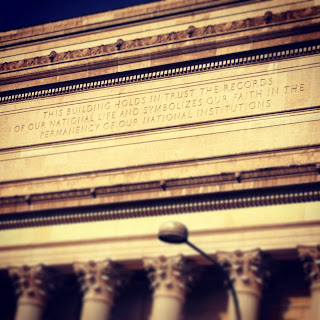 THIS BUILDING HOLDS IN TRUST THE RECORDS
OF OUR NATIONAL LIFE AND SYMBOLIZES OUR FAITH IN THE
PERMANENCY OF OUR NATIONAL INSTITUTIONS